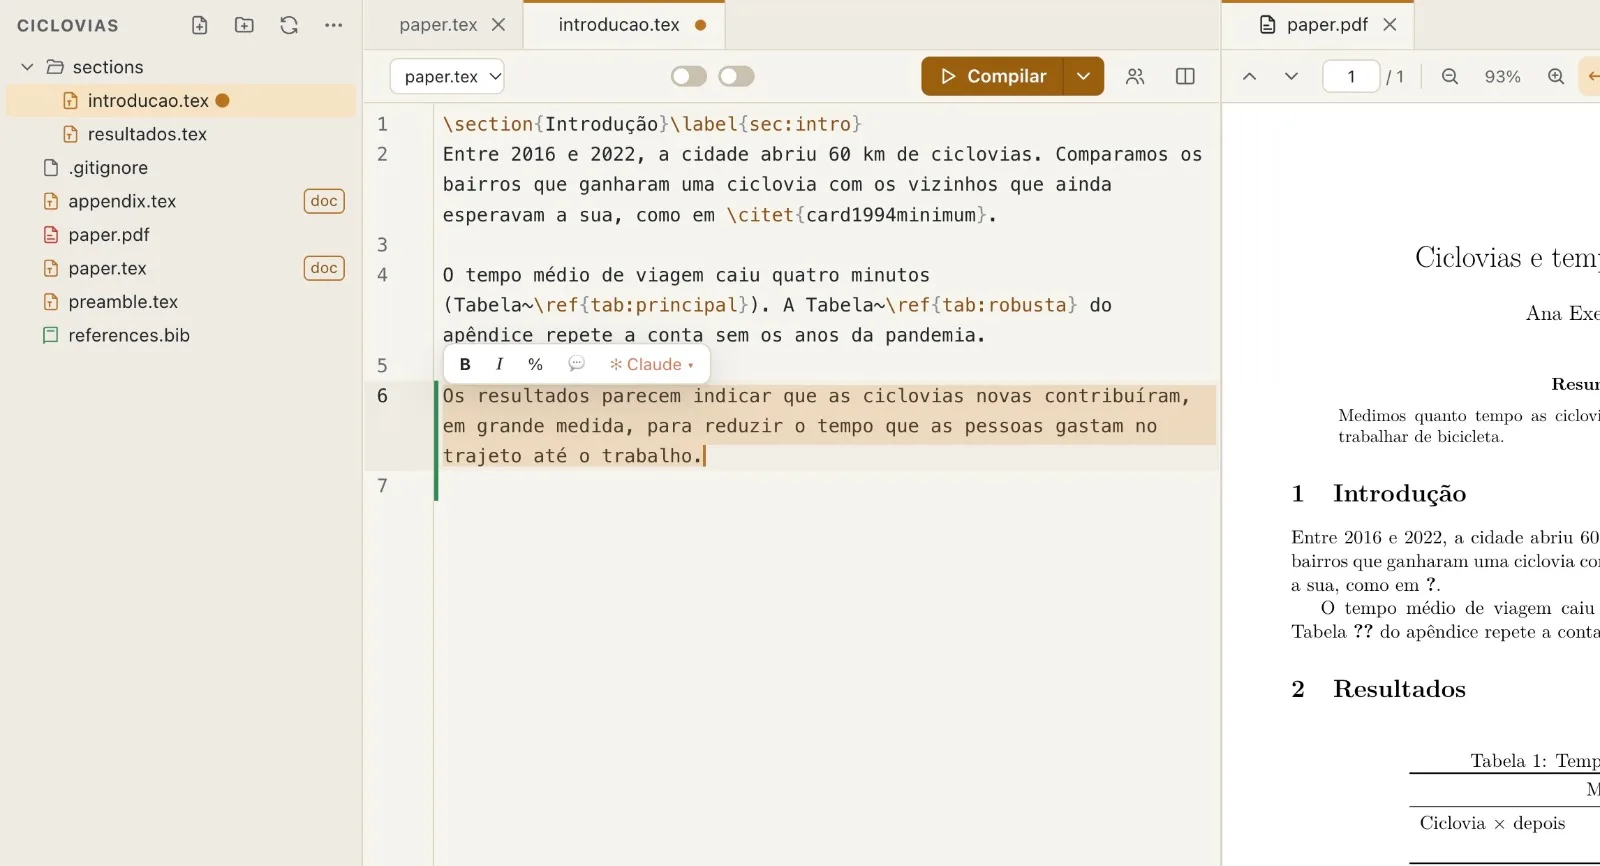 CICLOVIAS
sections
introducao.tex
resultados.tex
.gitignore
appendix.tex doc
paper.pdf
paper.tex doc
preamble.tex
references.bib
paper.tex
introducao.tex
paper.tex
Compilar
1 \section{Introdução}\label{sec:intro}
2 Entre 2016 e 2022, a cidade abriu 60 km de ciclovias. Comparamos os
bairros que ganharam uma ciclovia com os vizinhos que ainda
esperavam a sua, como em \citet{card1994minimum}.
3
4 O tempo médio de viagem caiu quatro minutos
(Tabela~\ref{tab:principal}). A Tabela~\ref{tab:robusta} do
apêndice repete a conta sem os anos da pandemia.
5
B I % Claude
6 Os resultados parecem indicar que as ciclovias novas contribuíram,
em grande medida, para reduzir o tempo que as pessoas gastam no
trajeto até o trabalho.
7
paper.pdf
1 / 1 93%
Ciclovias e temp
Ana Exe
Resum
Medimos quanto tempo as ciclovi
trabalhar de bicicleta.
1 Introdução
Entre 2016 e 2022, a cidade abriu 60
bairros que ganharam uma ciclovia co
a sua, como em ?.
O tempo médio de viagem caiu
Tabela ?? do apêndice repete a conta
2 Resultados
Tabela 1: Temp
M
Ciclovia × depois